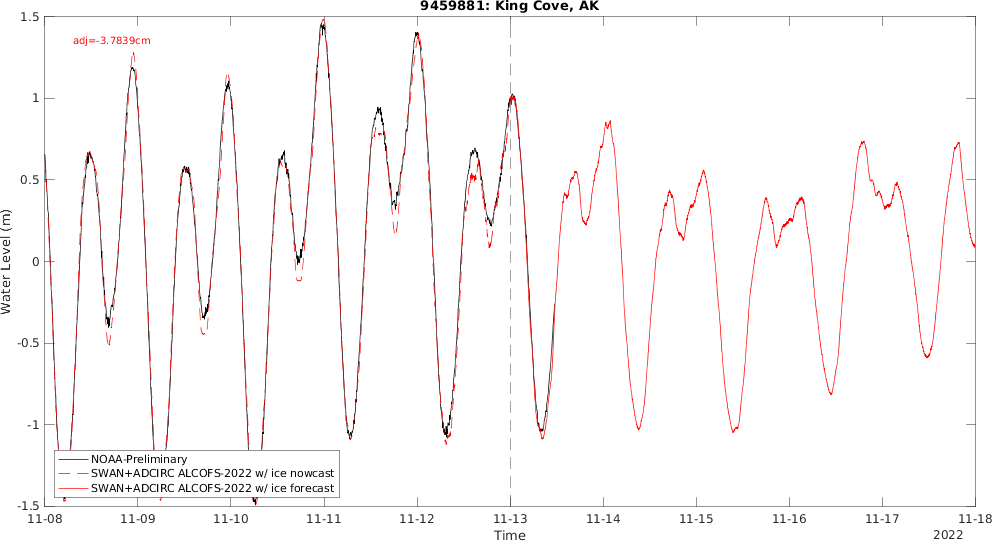 9459881: King Cove, AK
adj=-3.7839cm
Water Level (m)
1.5
1
0.5
0
-0.5
-1
-1.5
NOAA-Preliminary
SWAN+ADCIRC ALCOFS-2022 w/ ice nowcast
SWAN+ADCIRC ALCOFS-2022 w/ ice forecast
11-08 11-09 11-10 11-11 11-12 11-13 11-14 11-15 11-16 11-17 11-18
Time
2022